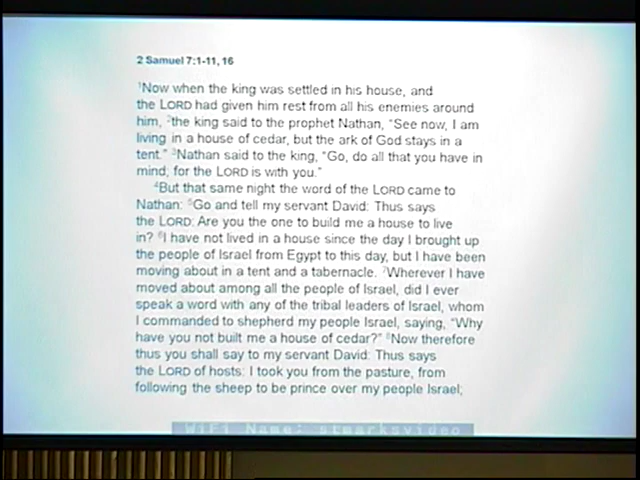 2 Samuel 7:1-11, 16
¹Now when the king was settled in his house, and
the LORD had given him rest from all his enemies around
him, ²the king said to the prophet Nathan, "See now, I am
living in a house of cedar, but the ark of God stays in a
tent." ³Nathan said to the king, "Go, do all that you have in
mind; for the LORD is with you."
⁴But that same night the word of the LORD came to
Nathan: ⁵Go and tell my servant David: Thus says
the LORD: Are you the one to build me a house to live
in? ⁶I have not lived in a house since the day I brought up
the people of Israel from Egypt to this day, but I have been
moving about in a tent and a tabernacle. ⁷Wherever I have
moved about among all the people of Israel, did I ever
speak a word with any of the tribal leaders of Israel, whom
I commanded to shepherd my people Israel, saying, "Why
have you not built me a house of cedar?" ⁸Now therefore
thus you shall say to my servant David: Thus says
the LORD of hosts: I took you from the pasture, from
following the sheep to be prince over my people Israel;
WiFi Name: stmarksvideo